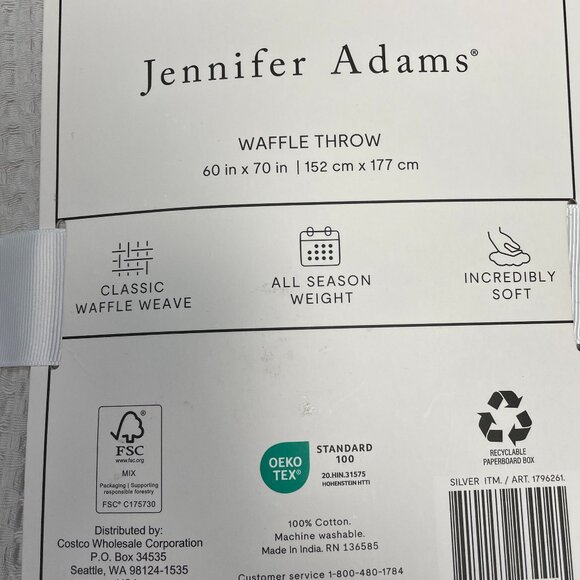 Jennifer Adams®
WAFFLE THROW
60 in x 70 in | 152 cm x 177 cm
CLASSIC
WAFFLE WEAVE
ALL SEASON
WEIGHT
INCREDIBLY
SOFT
FSC
www.fsc.org
MIX
Packaging | Supporting
responsible forestry
FSC® C175730
OEKO
TEX®
STANDARD
100
20.HIN.31575
HOHENSTEIN HTTI
RECYCLABLE
PAPERBOARD BOX
SILVER ITM. / ART. 1796261.
Distributed by:
Costco Wholesale Corporation
P.O. Box 34535
Seattle, WA 98124-1535
100% Cotton.
Machine washable.
Made in India. RN 136585
Customer service 1-800-480-1784